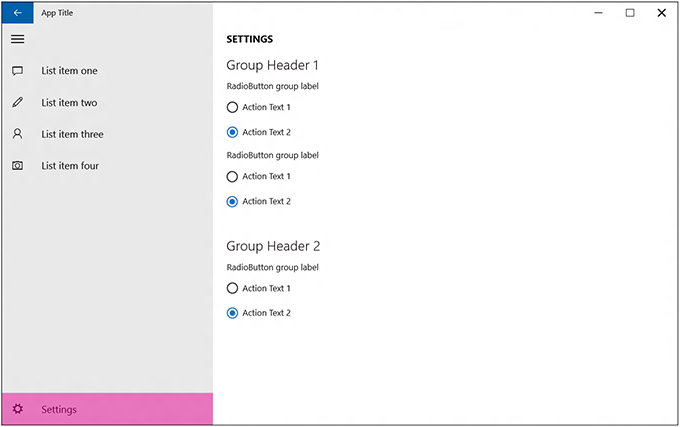 App Title
List item one
List item two
List item three
List item four
Settings
SETTINGS
Group Header 1
RadioButton group label
Action Text 1
Action Text 2
RadioButton group label
Action Text 1
Action Text 2
Group Header 2
RadioButton group label
Action Text 1
Action Text 2